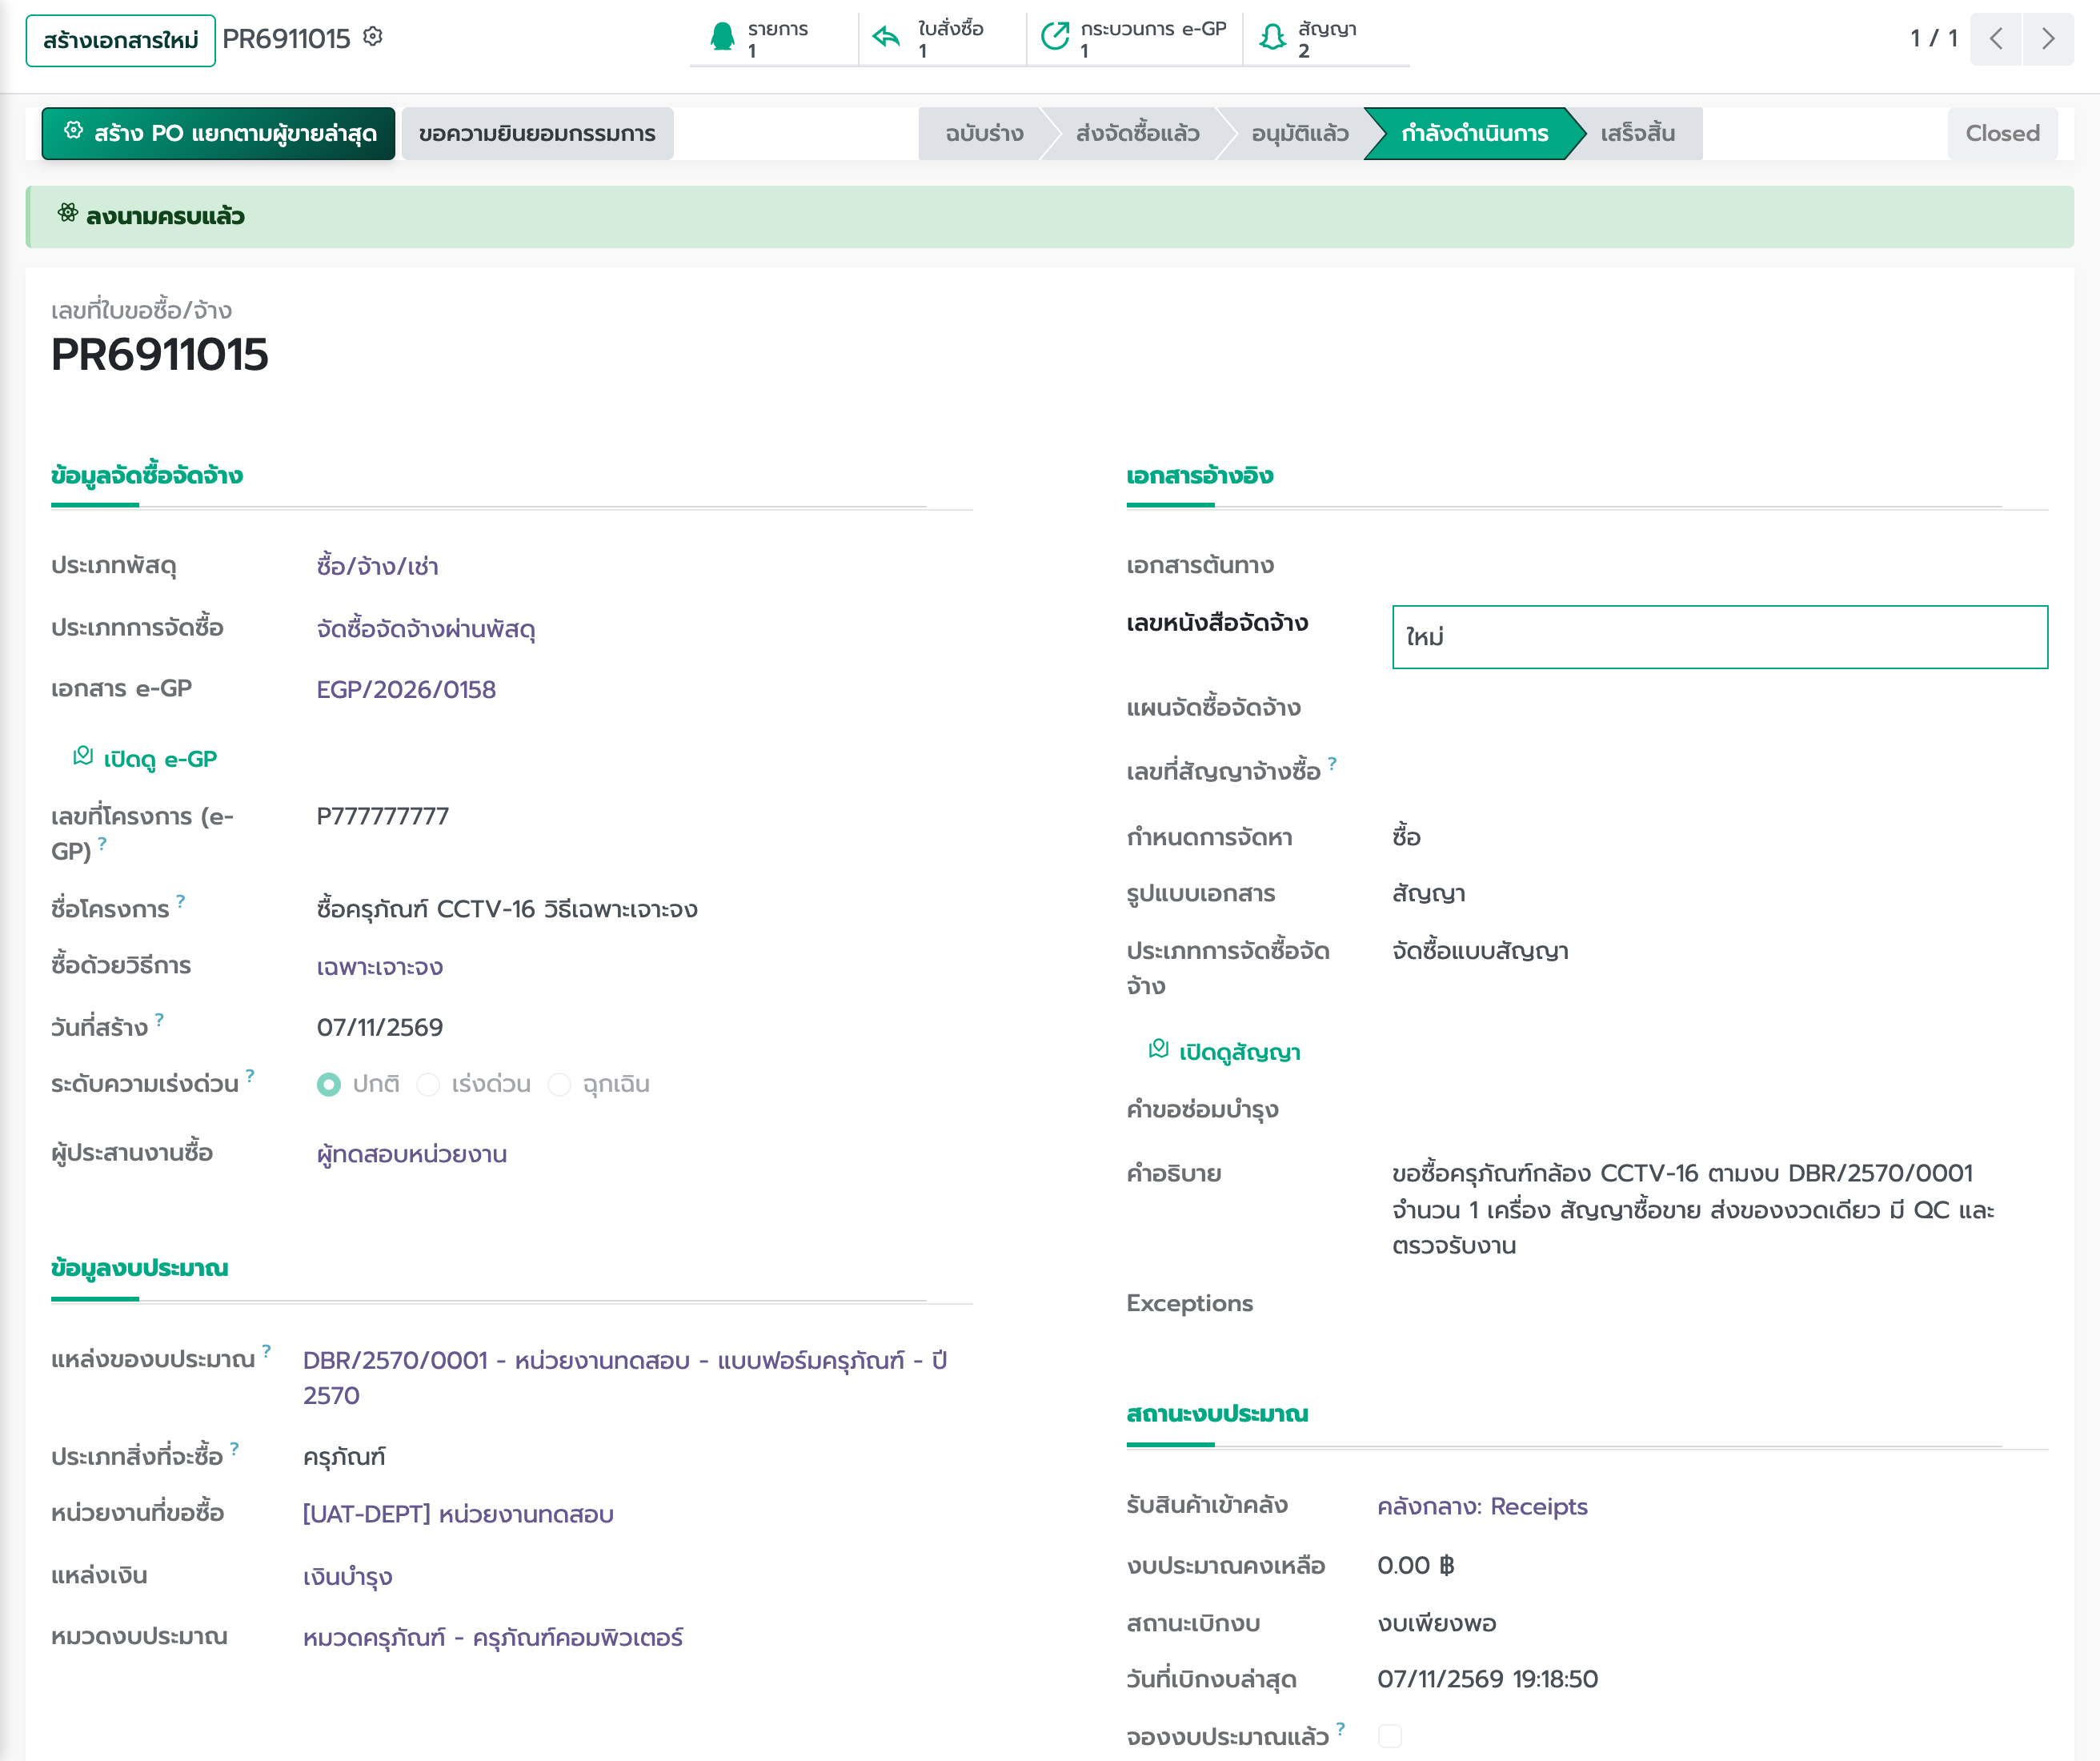 สร้างเอกสารใหม่ PR6911015
รายการ 1
ใบสั่งซื้อ 1
กระบวนการ e-GP 1
สัญญา 2
1 / 1
สร้าง PO แยกตามผู้ขายล่าสุด
ขอความยินยอมกรรมการ
ฉบับร่าง
ส่งจัดซื้อแล้ว
อนุมัติแล้ว
กำลังดำเนินการ
เสร็จสิ้น
Closed
ลงนามครบแล้ว
เลขที่ใบขอซื้อ/จ้าง
PR6911015
ข้อมูลจัดซื้อจัดจ้าง
ประเภทพัสดุ ซื้อ/จ้าง/เช่า
ประเภทการจัดซื้อ จัดซื้อจัดจ้างผ่านพัสดุ
เอกสาร e-GP EGP/2026/0158
เปิดดู e-GP
เลขที่โครงการ (e- P777777777
GP) ?
ชื่อโครงการ ? ซื้อครุภัณฑ์ CCTV-16 วิธีเฉพาะเจาะจง
ซื้อด้วยวิธีการ เฉพาะเจาะจง
วันที่สร้าง ? 07/11/2569
ระดับความเร่งด่วน ? ปกติ เร่งด่วน ฉุกเฉิน
ผู้ประสานงานซื้อ ผู้ทดสอบหน่วยงาน
ข้อมูลงบประมาณ
แหล่งของบประมาณ ? DBR/2570/0001 - หน่วยงานทดสอบ - แบบฟอร์มครุภัณฑ์ - ปี
2570
ประเภทสิ่งที่จะซื้อ ? ครุภัณฑ์
หน่วยงานที่ขอซื้อ [UAT-DEPT] หน่วยงานทดสอบ
แหล่งเงิน เงินบำรุง
หมวดงบประมาณ หมวดครุภัณฑ์ - ครุภัณฑ์คอมพิวเตอร์
เอกสารอ้างอิง
เอกสารต้นทาง
เลขหนังสือจัดจ้าง ใหม่
แผนจัดซื้อจัดจ้าง
เลขที่สัญญาจ้างซื้อ ?
กำหนดการจัดหา ซื้อ
รูปแบบเอกสาร สัญญา
ประเภทการจัดซื้อจัด จัดซื้อแบบสัญญา
จ้าง
เปิดดูสัญญา
คำขอซ่อมบำรุง
คำอธิบาย ขอซื้อครุภัณฑ์กล้อง CCTV-16 ตามงบ DBR/2570/0001
จำนวน 1 เครื่อง สัญญาซื้อขาย ส่งของงวดเดียว มี QC และ
ตรวจรับงาน
Exceptions
สถานะงบประมาณ
รับสินค้าเข้าคลัง คลังกลาง: Receipts
งบประมาณคงเหลือ 0.00 ฿
สถานะเบิกงบ งบเพียงพอ
วันที่เบิกงบล่าสุด 07/11/2569 19:18:50
จองงบประมาณแล้ว ?